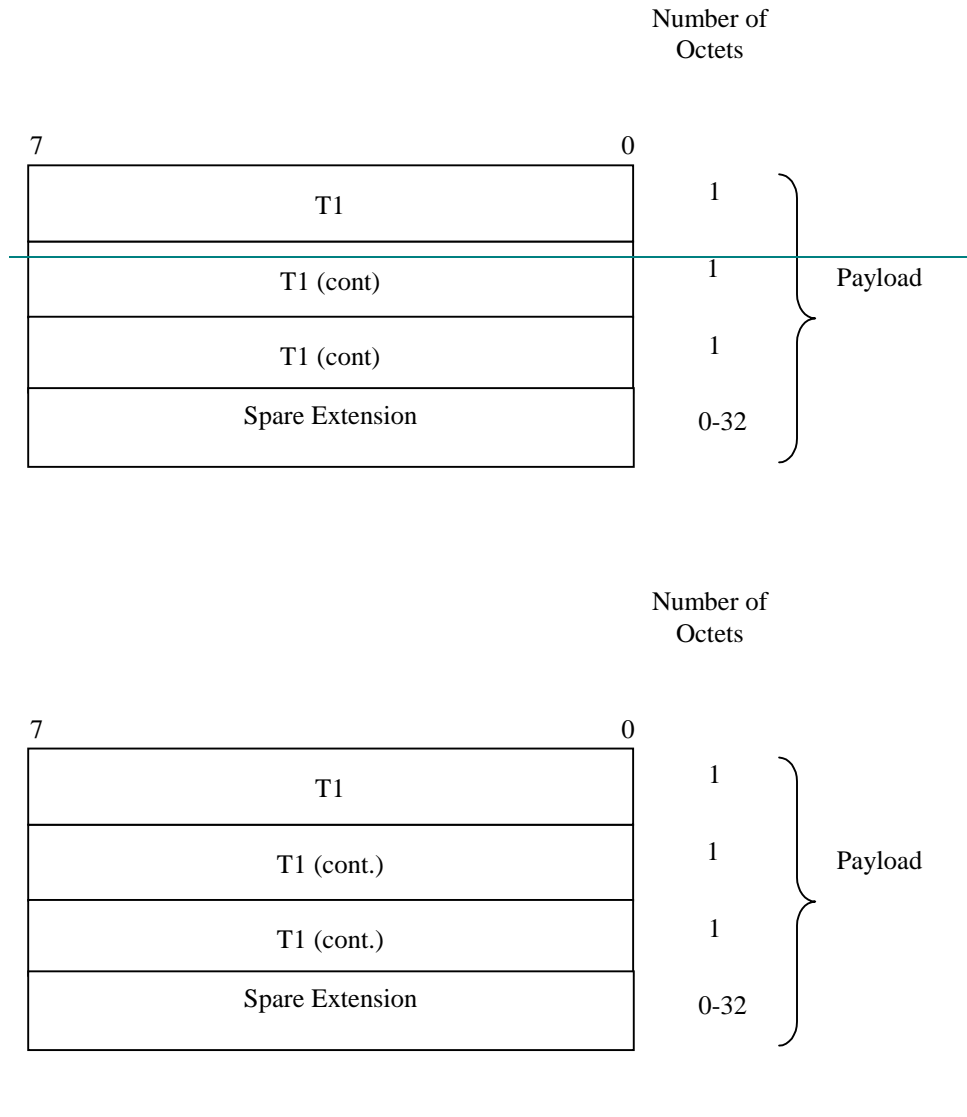 Number of
Octets
7 0
T1 1
T1 (cont) 1 Payload
T1 (cont) 1
Spare Extension 0-32
Number of
Octets
7 0
T1 1
T1 (cont.) 1 Payload
T1 (cont.) 1
Spare Extension 0-32